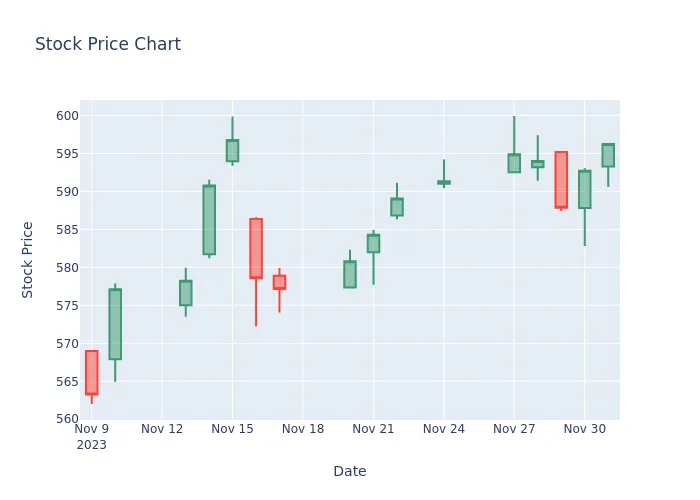 Stock Price Chart
600
595
590
585
580
575
570
565
560
Stock Price
Nov 9
2023
Nov 12
Nov 15
Nov 18
Nov 21
Nov 24
Nov 27
Nov 30
Date